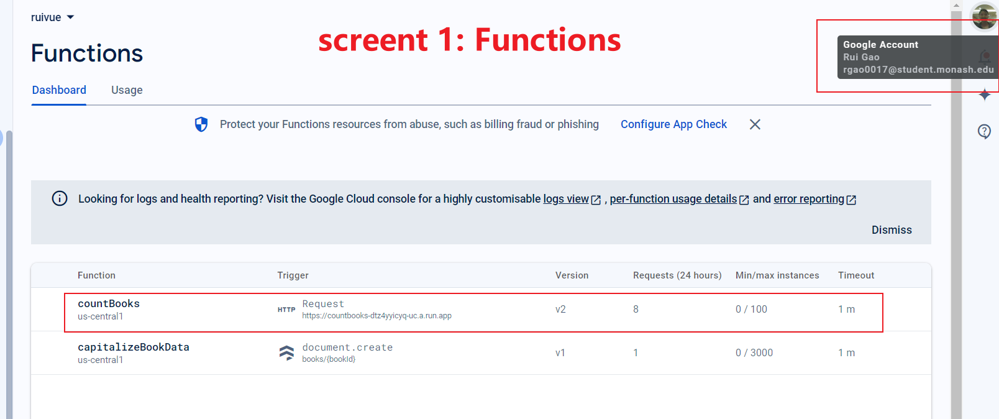 ruivue
screent 1: Functions
Functions
Google Account
Rui Gao
rgao0017@student.monash.edu
Dashboard Usage
Protect your Functions resources from abuse, such as billing fraud or phishing Configure App Check
Looking for logs and health reporting? Visit the Google Cloud console for a highly customisable logs view , per-function usage details and error reporting
Dismiss
Function Trigger Version Requests (24 hours) Min/max instances Timeout
countBooks HTTP Request v2 8 0 / 100 1 m
us-central1 https://countbooks-dtz4yyicyq-uc.a.run.app
capitalizeBookData document.create v1 1 0 / 3000 1 m
us-central1 books/{bookId}